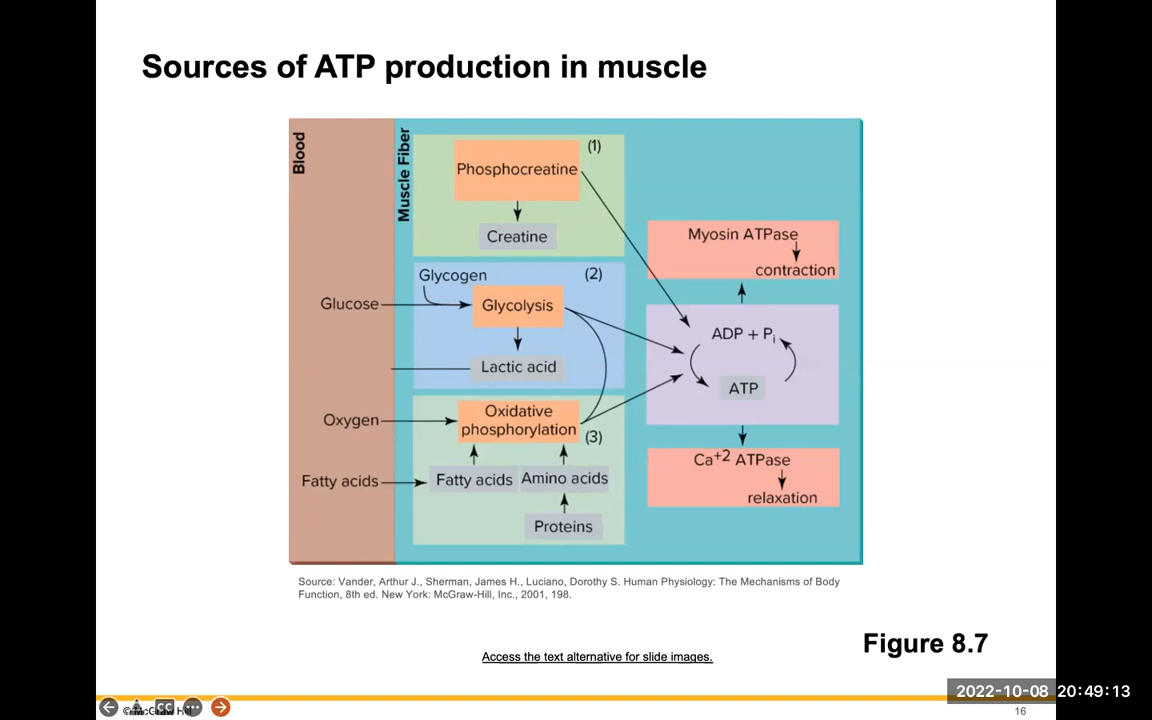 Sources of ATP production in muscle
Blood
Muscle Fiber
(1)
Phosphocreatine
Creatine
Glycogen
(2)
Glucose
Glycolysis
Lactic acid
Oxygen
Oxidative
phosphorylation
(3)
Fatty acids
Fatty acids
Amino acids
Proteins
Myosin ATPase
contraction
ADP + Pi
ATP
Ca+2 ATPase
relaxation
Source: Vander, Arthur J., Sherman, James H., Luciano, Dorothy S. Human Physiology: The Mechanisms of Body
Function, 8th ed. New York: McGraw-Hill, Inc., 2001, 198.
Figure 8.7
Access the text alternative for slide images.
2022-10-08 20:49:13
© McGraw Hill
CC
16